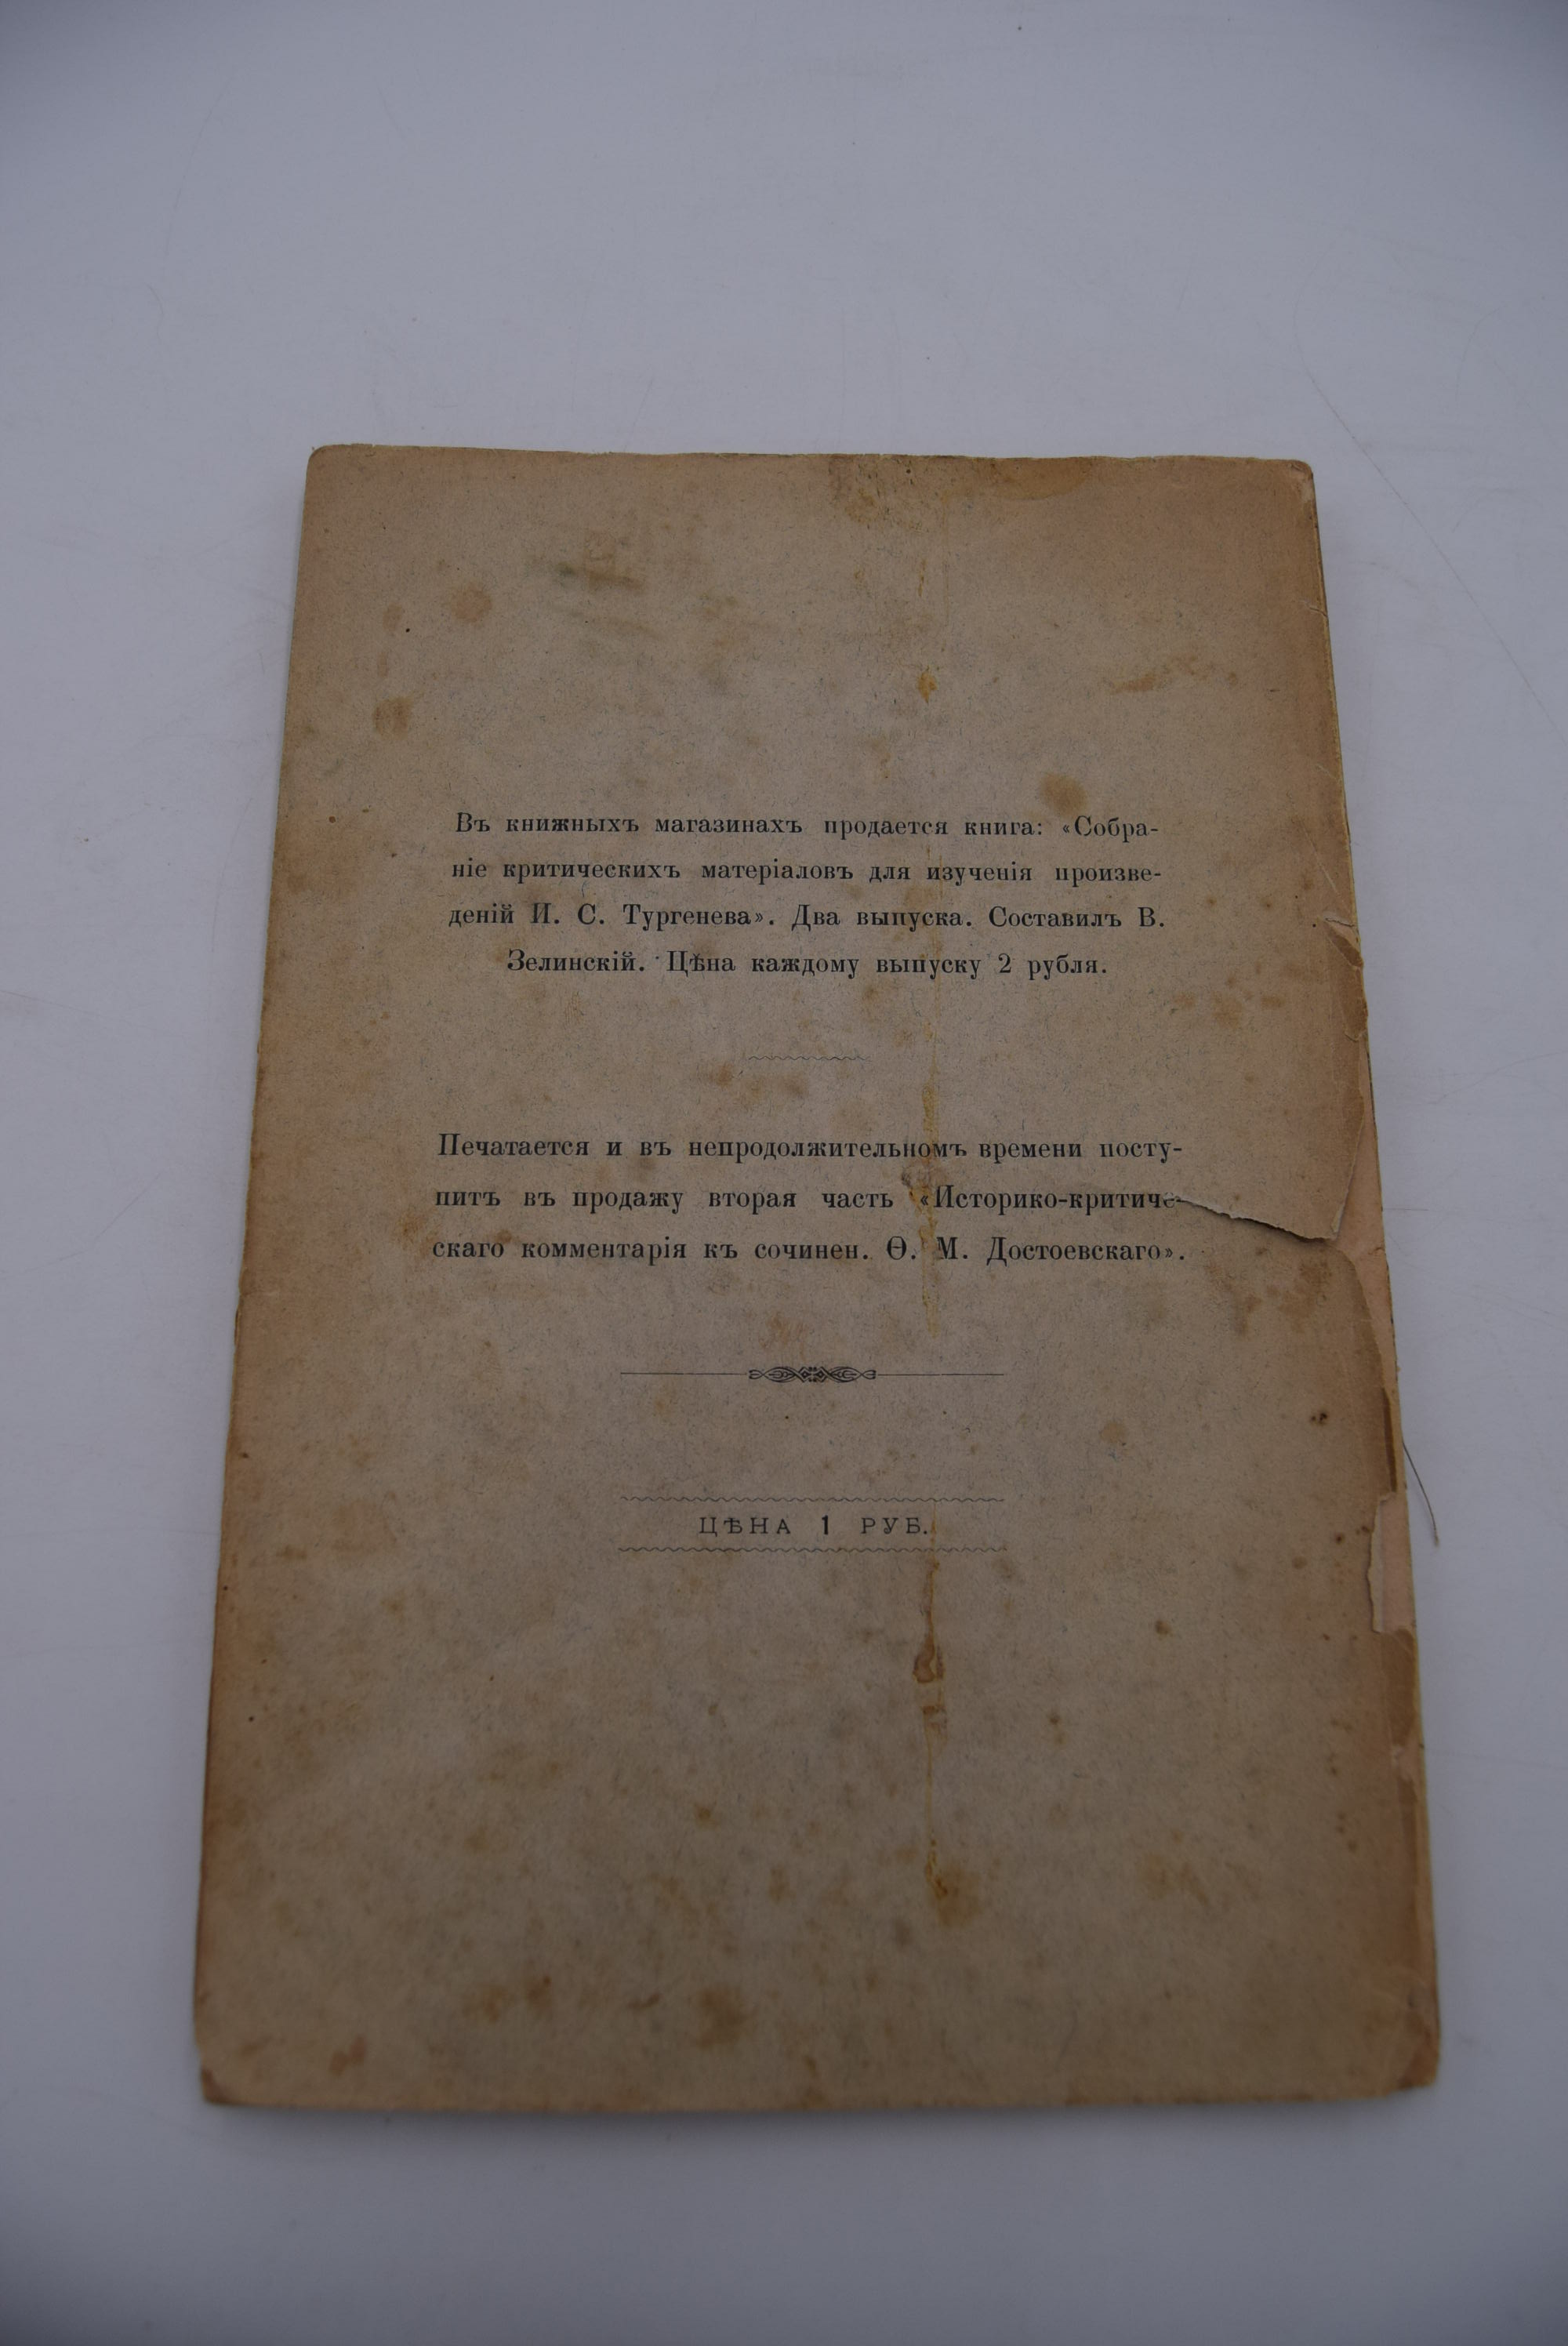 Въ книжныхъ магазинахъ продается книга: «Собра-
ніе критическихъ матеріаловъ для изученія произве-
деній И. С. Тургенева». Два выпуска. Составилъ В.
Зелинскій. Цѣна каждому выпуску 2 рубля.
Печатается и въ непродолжительномъ времени посту-
питъ въ продажу вторая часть «Историко-критиче-
скаго комментарія къ сочинен. Ѳ. М. Достоевскаго».
ЦѢНА 1 РУБ.